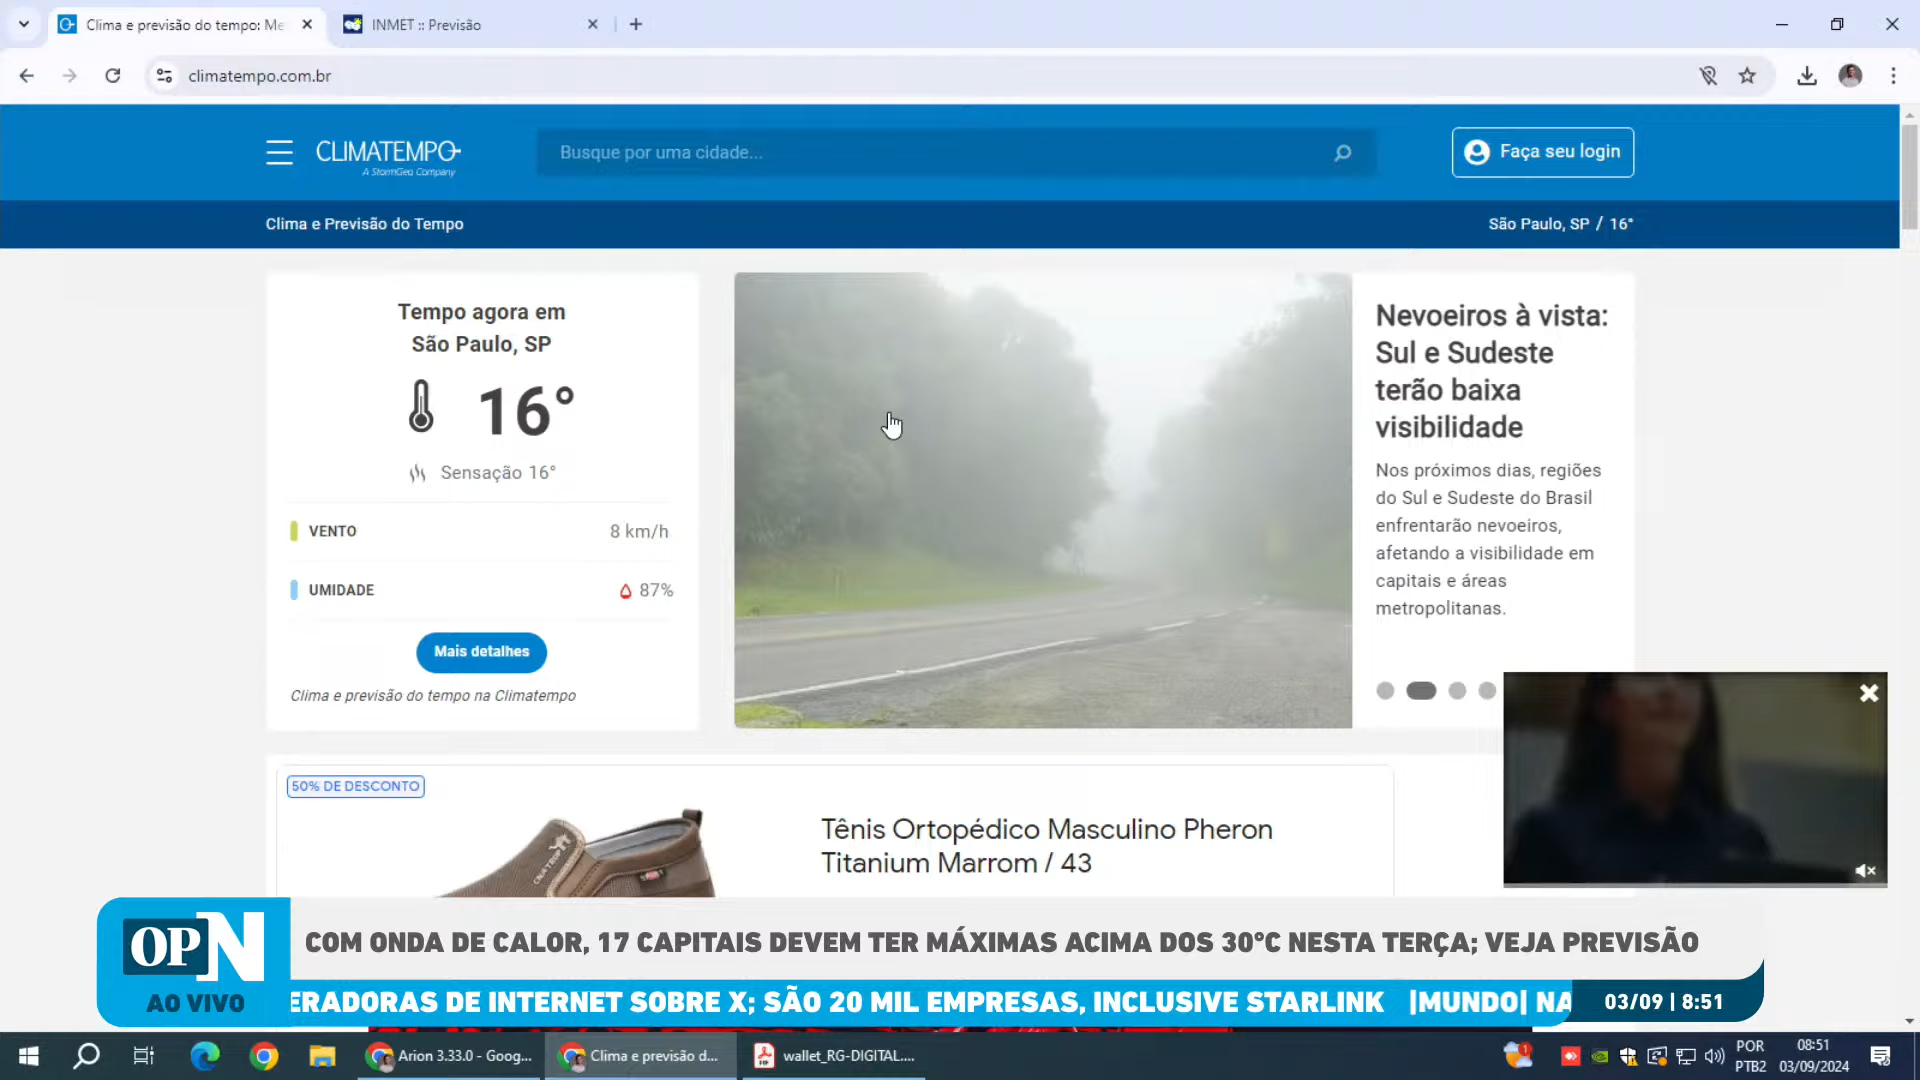 Clima e previsão do tempo: Me
INMET :: Previsão
climatempo.com.br
CLIMATEMPO
A StormGeo Company
Busque por uma cidade...
Faça seu login
Clima e Previsão do Tempo
São Paulo, SP / 16°
Tempo agora em
São Paulo, SP
16°
Sensação 16°
VENTO
8 km/h
UMIDADE
87%
Mais detalhes
Clima e previsão do tempo na Climatempo
Nevoeiros à vista:
Sul e Sudeste
terão baixa
visibilidade
Nos próximos dias, regiões
do Sul e Sudeste do Brasil
enfrentarão nevoeiros,
afetando a visibilidade em
capitais e áreas
metropolitanas.
50% DE DESCONTO
Tênis Ortopédico Masculino Pheron
Titanium Marrom / 43
OPN
AO VIVO
COM ONDA DE CALOR, 17 CAPITAIS DEVEM TER MÁXIMAS ACIMA DOS 30°C NESTA TERÇA; VEJA PREVISÃO
ERADORAS DE INTERNET SOBRE X; SÃO 20 MIL EMPRESAS, INCLUSIVE STARLINK |MUNDO| NA
03/09 | 8:51
Arion 3.33.0 - Goog...
Clima e previsão d...
wallet_RG-DIGITAL....
POR
PTB2
08:51
03/09/2024